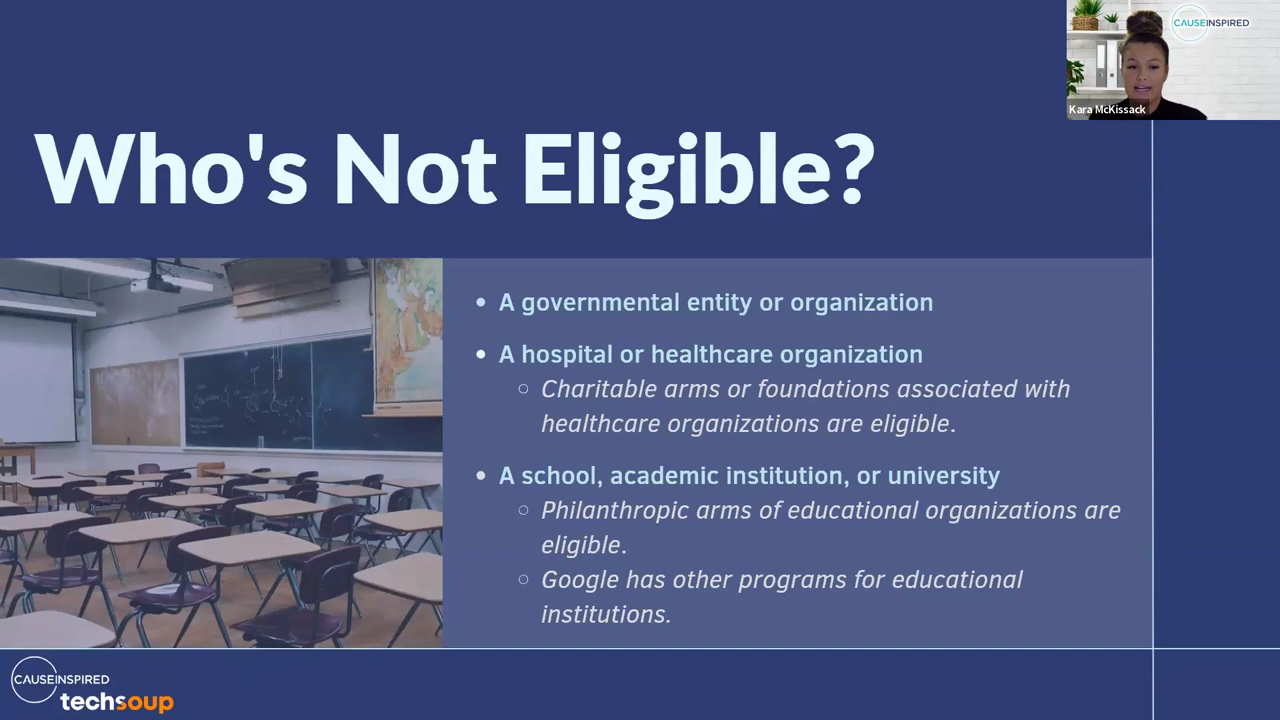 CAUSEINSPIRED
Kara McKissack
Who's Not Eligible?
• A governmental entity or organization
• A hospital or healthcare organization
○ Charitable arms or foundations associated with
healthcare organizations are eligible.
• A school, academic institution, or university
○ Philanthropic arms of educational organizations are
eligible.
○ Google has other programs for educational
institutions.
CAUSEINSPIRED
techsoup